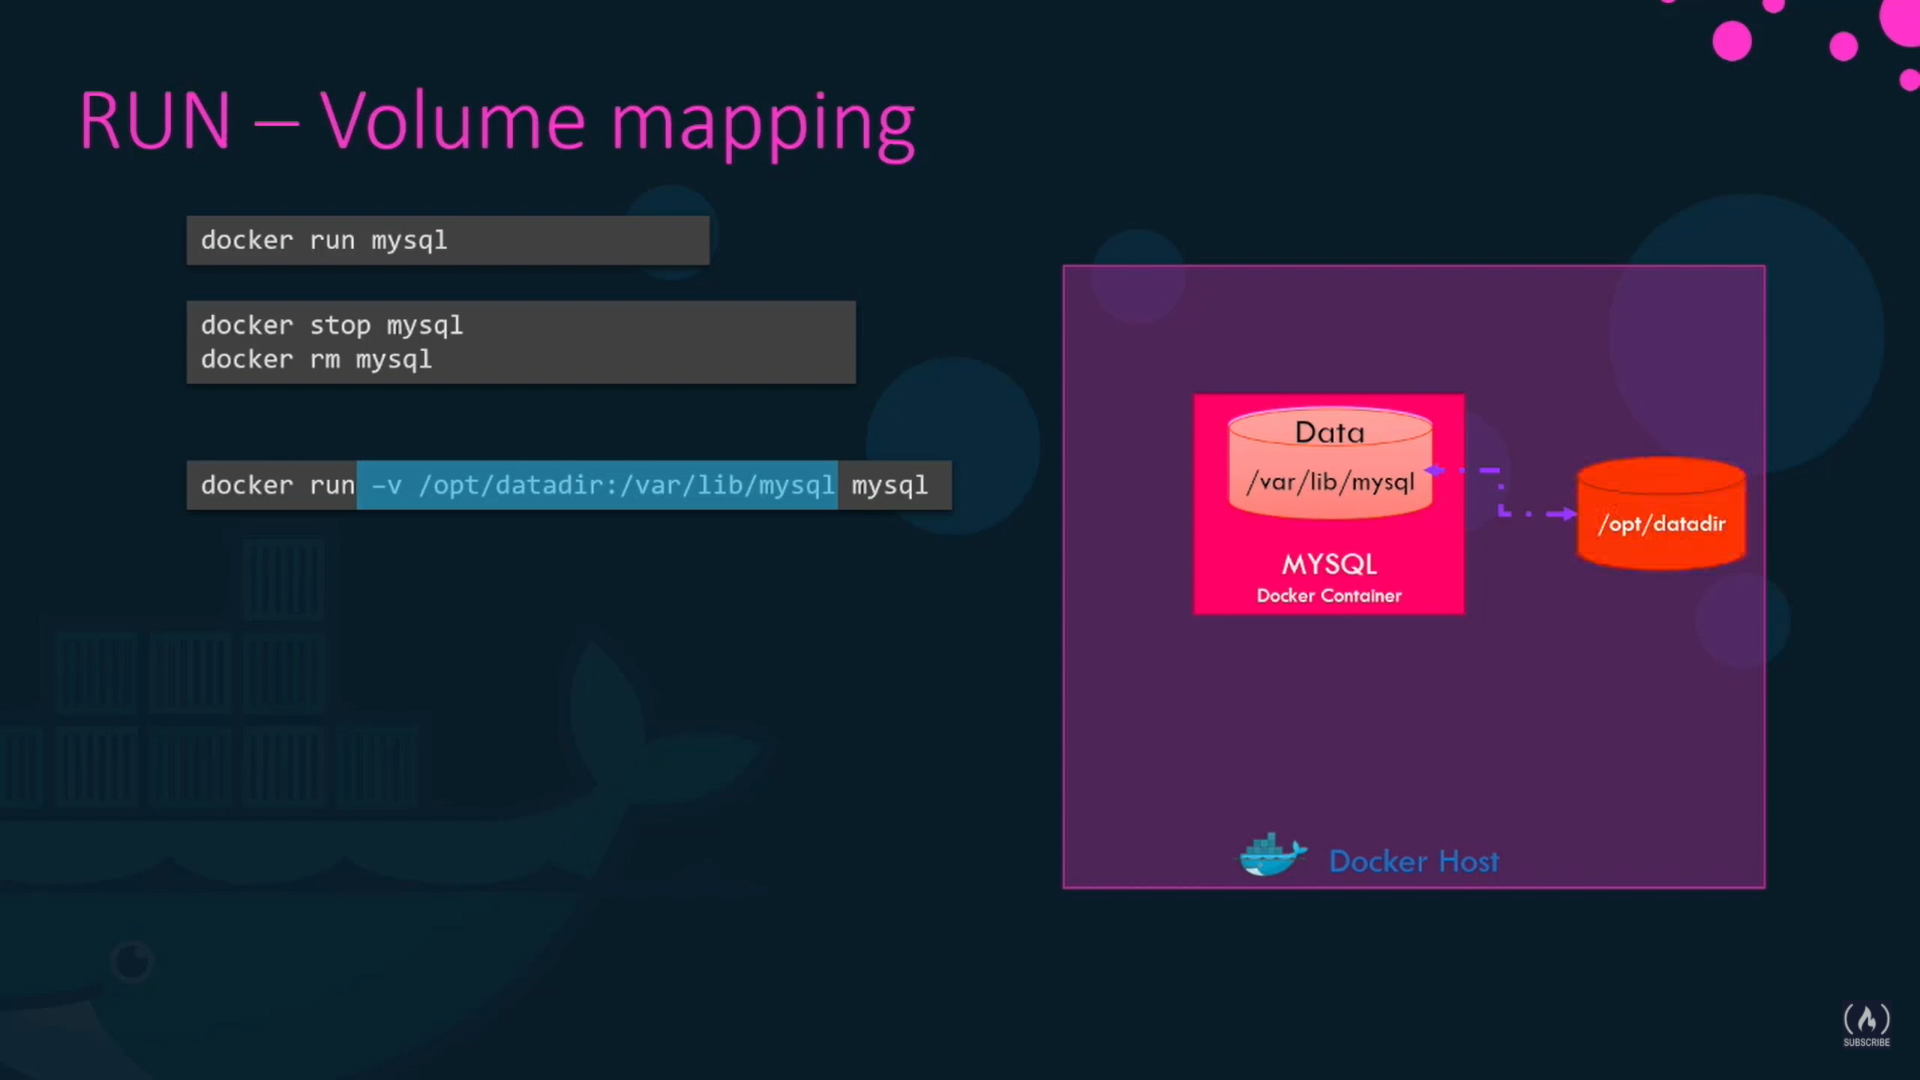 RUN – Volume mapping
docker run mysql
docker stop mysql
docker rm mysql
docker run –v /opt/datadir:/var/lib/mysql mysql
Data
/var/lib/mysql
MYSQL
Docker Container
/opt/datadir
Docker Host
SUBSCRIBE